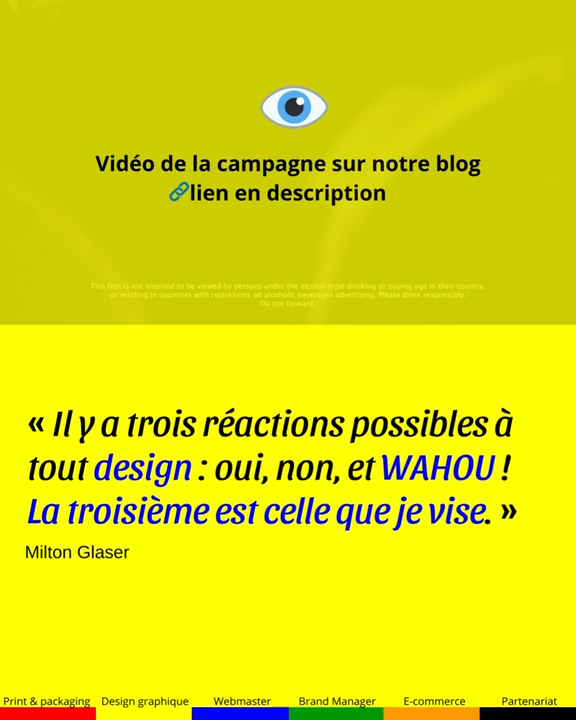 Vidéo de la campagne sur notre blog
lien en description
This film is not intented to be viewed by persons under the alcohol legal drinking or buying age in their country,
or residing in countries with restrictions on alcoholic beverages advertising. Please drink responsibly.
Do not forward.
« Il y a trois réactions possibles à
tout design : oui, non, et WAHOU !
La troisième est celle que je vise. »
Milton Glaser
Print & packaging Design graphique Webmaster Brand Manager E-commerce Partenariat